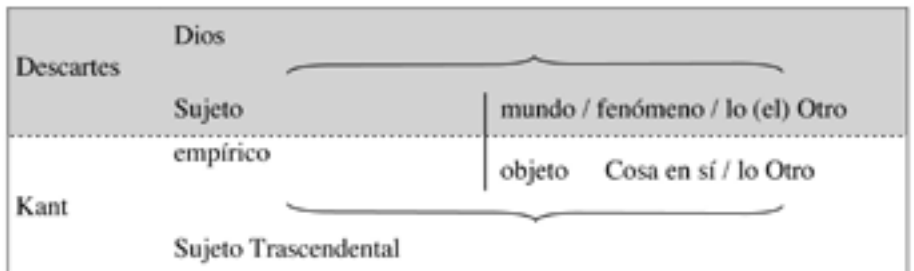 Dios
Descartes
Sujeto mundo / fenómeno / lo (el) Otro
empírico
objeto Cosa en sí / lo Otro
Kant
Sujeto Trascendental